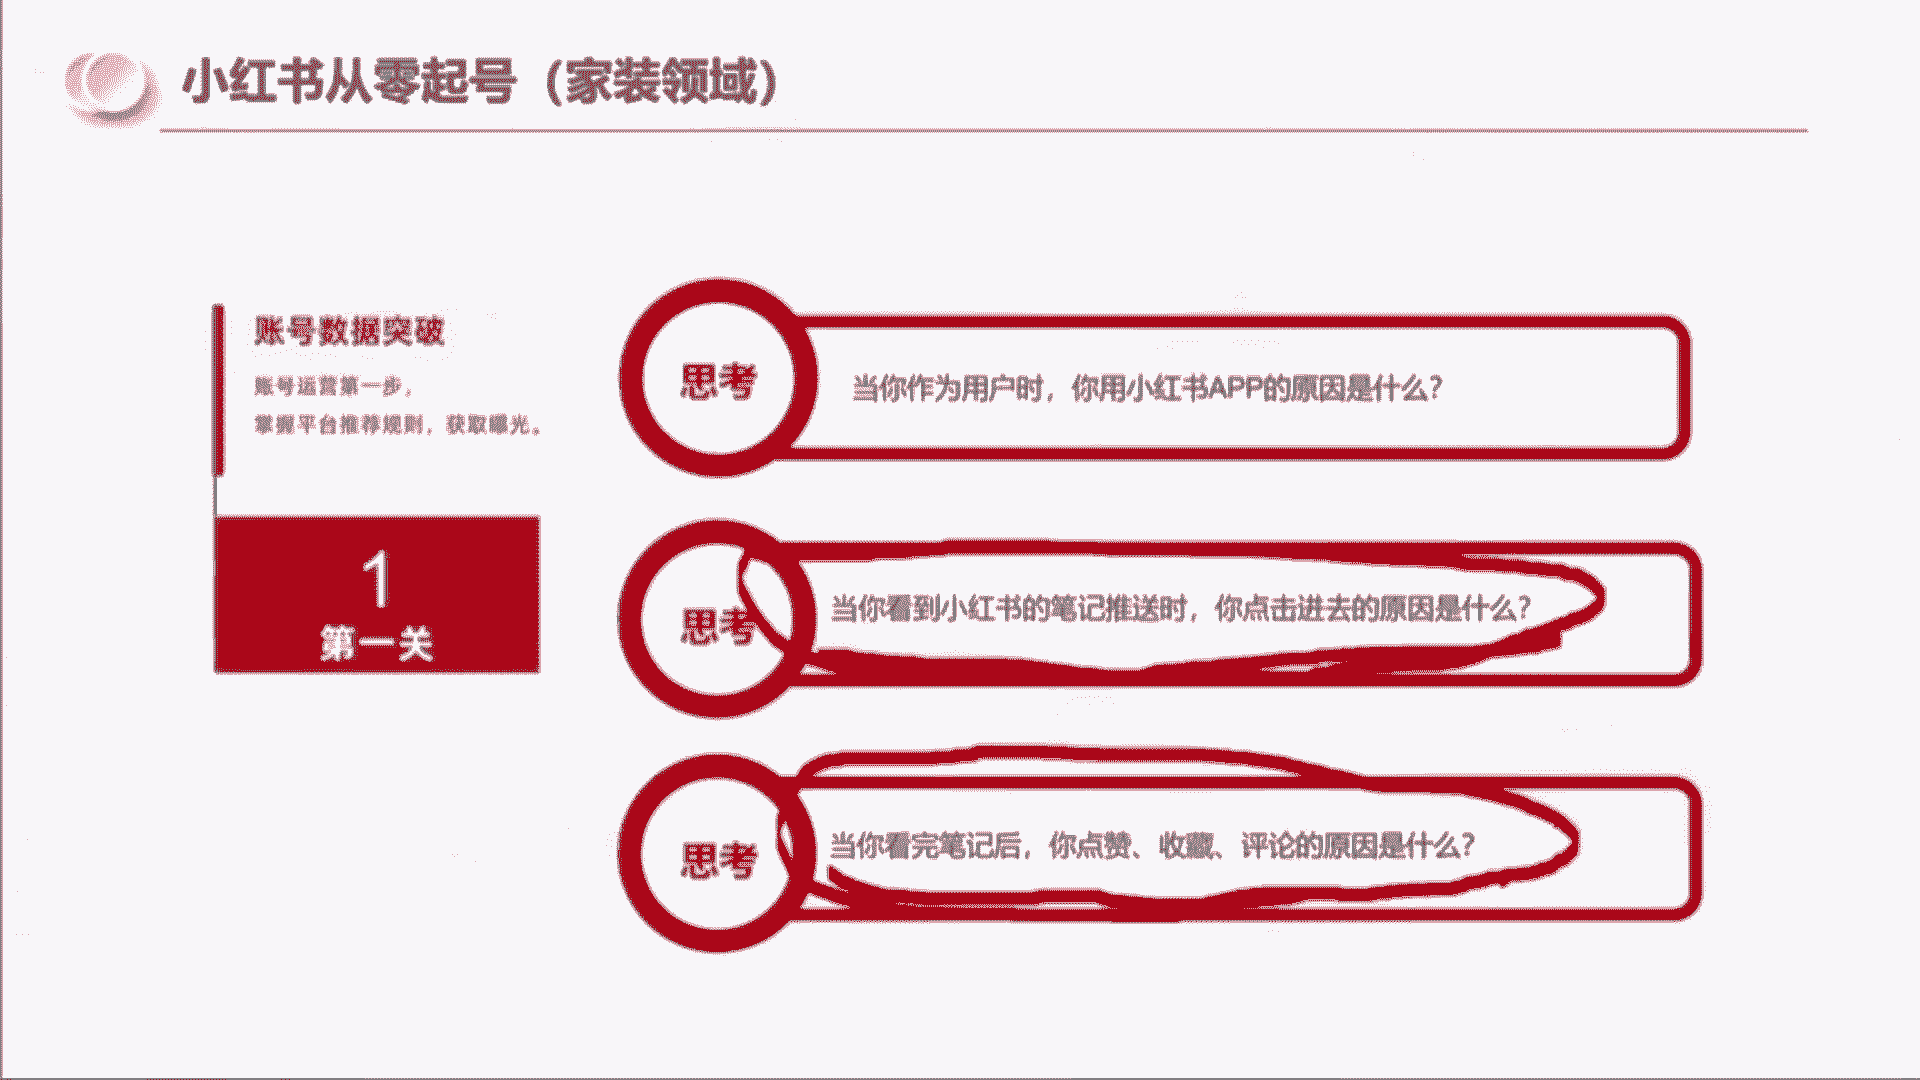 小红书从零起号（家装领域）
账号数据突破
账号运营第一步，
掌握平台推荐规则，获取曝光。
1
第一关
思考
当你作为用户时，你用小红书APP的原因是什么？
思考
当你看到小红书的笔记推送时，你点击进去的原因是什么？
思考
当你看完笔记后，你点赞、收藏、评论的原因是什么？